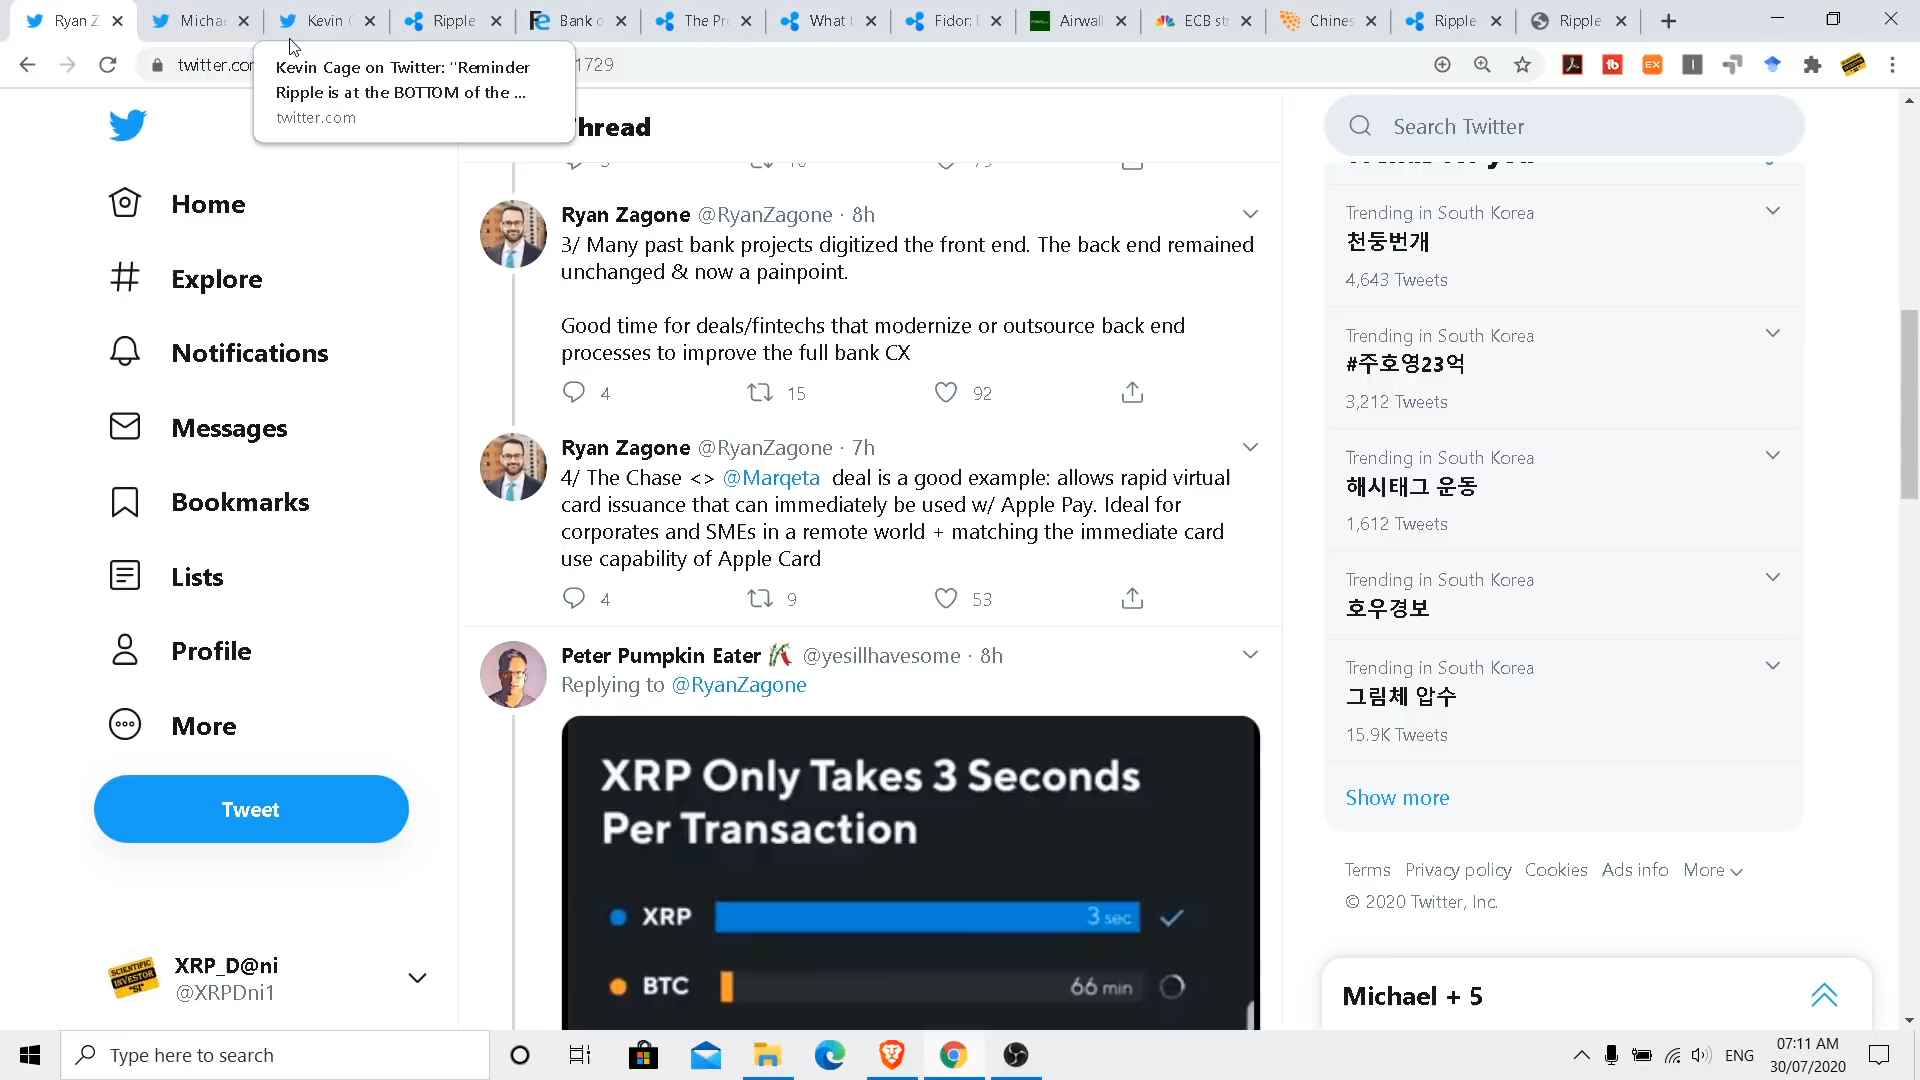 Ryan Z
Micha
Kevin C
Ripple
Bank o
The Pr
What t
Fidor:
Airwal
ECB st
Chines
Ripple
Ripple
twitter.cor
1729
Kevin Cage on Twitter: "Reminder
Ripple is at the BOTTOM of the ...
twitter.com
hread
Search Twitter
Home
Explore
Notifications
Messages
Bookmarks
Lists
Profile
More
Tweet
XRP_D@ni
@XRPDni1
SCIENTIFIC
INVESTOR
"SI"
Ryan Zagone @RyanZagone · 8h
3/ Many past bank projects digitized the front end. The back end remained
unchanged & now a painpoint.
Good time for deals/fintechs that modernize or outsource back end
processes to improve the full bank CX
4 15 92
Ryan Zagone @RyanZagone · 7h
4/ The Chase <> @Marqeta deal is a good example: allows rapid virtual
card issuance that can immediately be used w/ Apple Pay. Ideal for
corporates and SMEs in a remote world + matching the immediate card
use capability of Apple Card
4 9 53
Peter Pumpkin Eater @yesillhavesome · 8h
Replying to @RyanZagone
XRP Only Takes 3 Seconds
Per Transaction
XRP 3 sec
BTC 66 min
Trending in South Korea
천둥번개
4,643 Tweets
Trending in South Korea
#주호영23억
3,212 Tweets
Trending in South Korea
해시태그 운동
1,612 Tweets
Trending in South Korea
호우경보
Trending in South Korea
그림체 압수
15.9K Tweets
Show more
Terms Privacy policy Cookies Ads info More
© 2020 Twitter, Inc.
Michael + 5
Type here to search
ENG
07:11 AM
30/07/2020